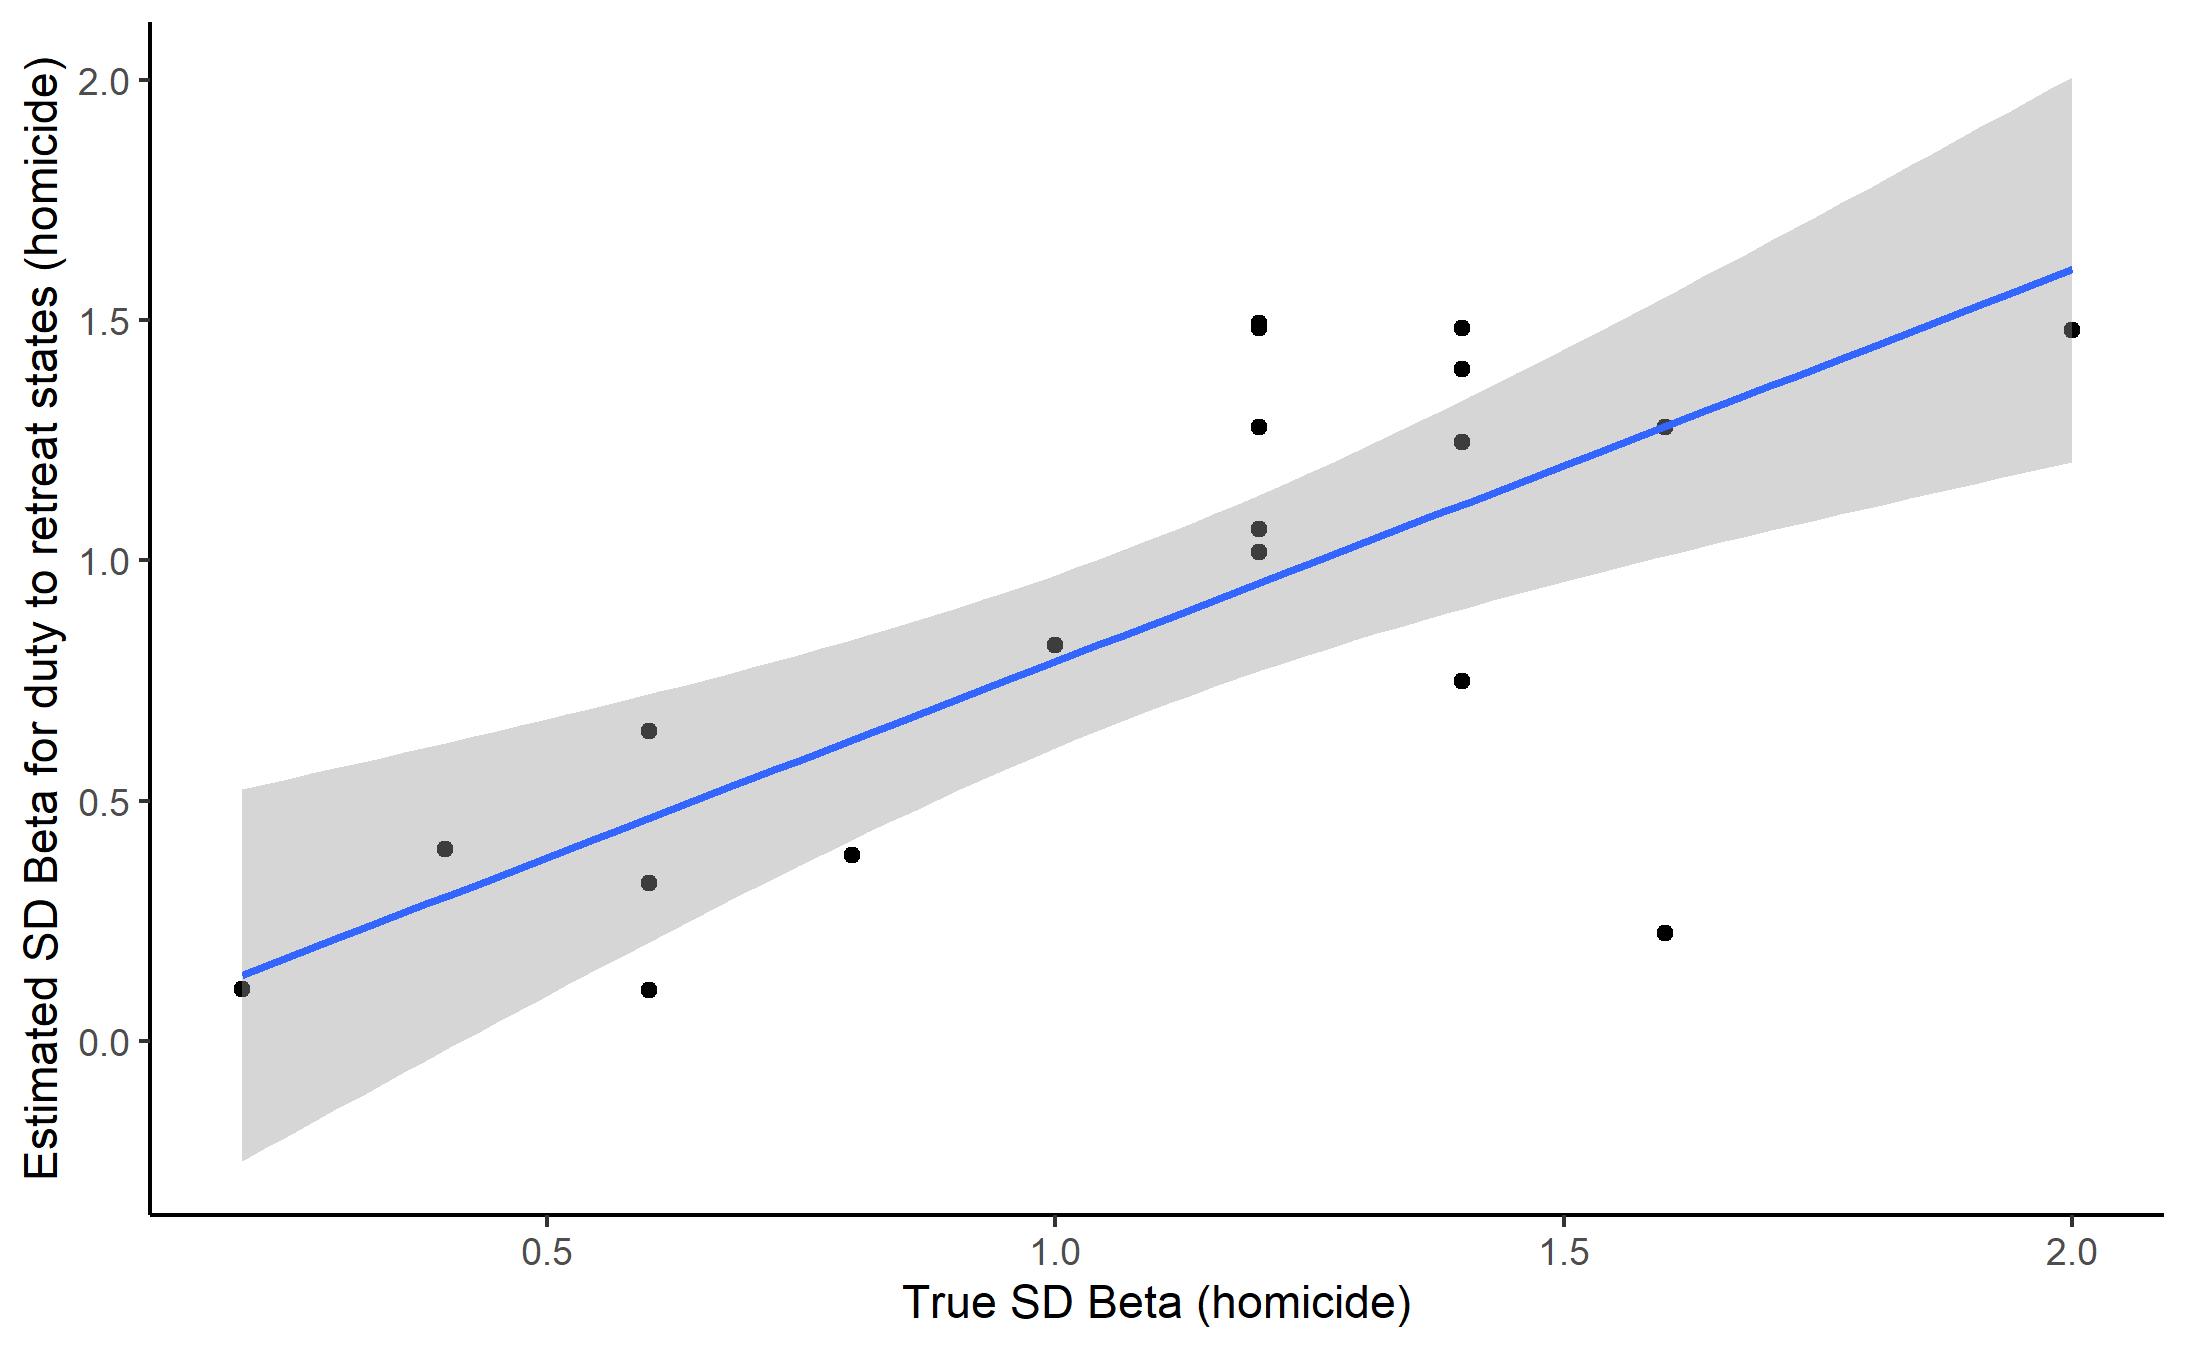 Estimated SD Beta for duty to retreat states (homicide)
2.0
1.5
1.0
0.5
0.0
0.5 1.0 1.5 2.0
True SD Beta (homicide)